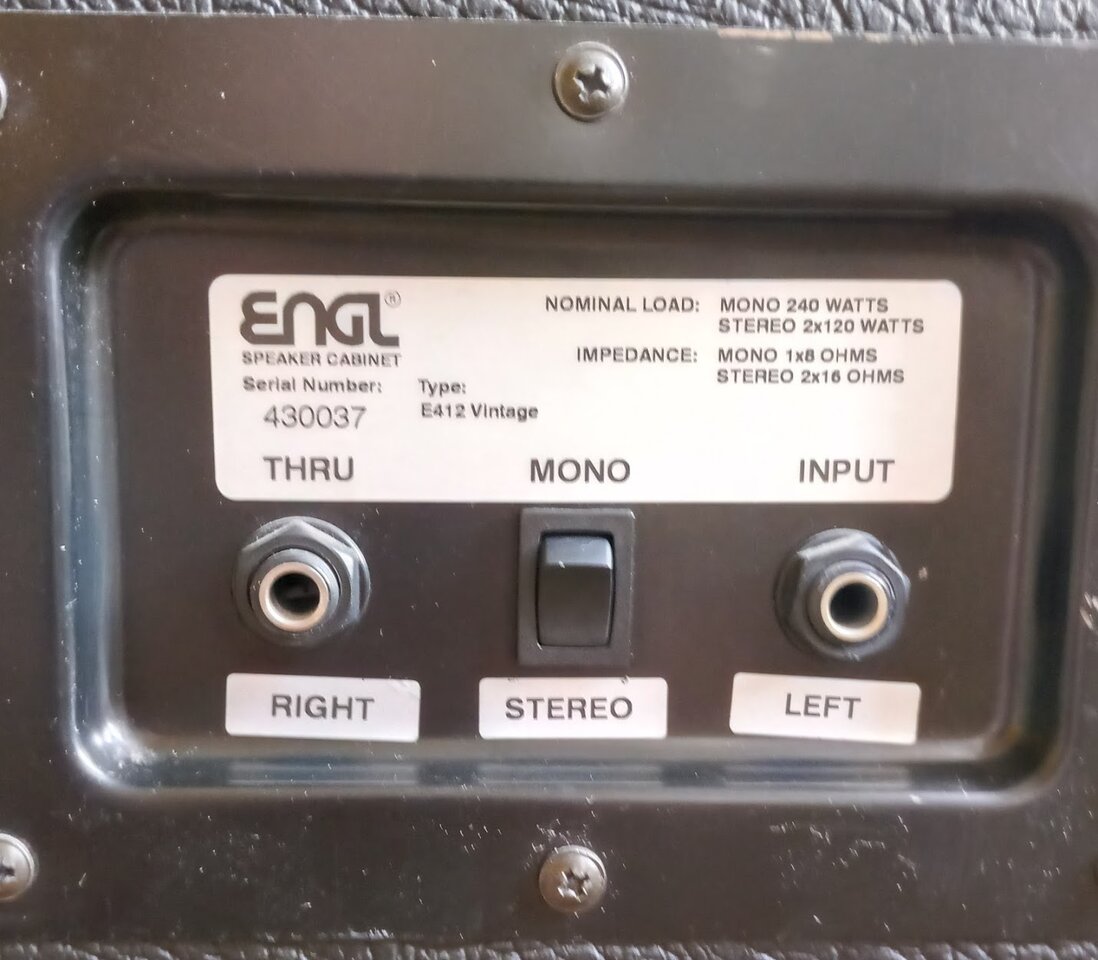 ENGL®
SPEAKER CABINET
Serial Number:
430037
Type:
E412 Vintage
NOMINAL LOAD: MONO 240 WATTS
STEREO 2x120 WATTS
IMPEDANCE: MONO 1x8 OHMS
STEREO 2x16 OHMS
THRU MONO INPUT
RIGHT STEREO LEFT